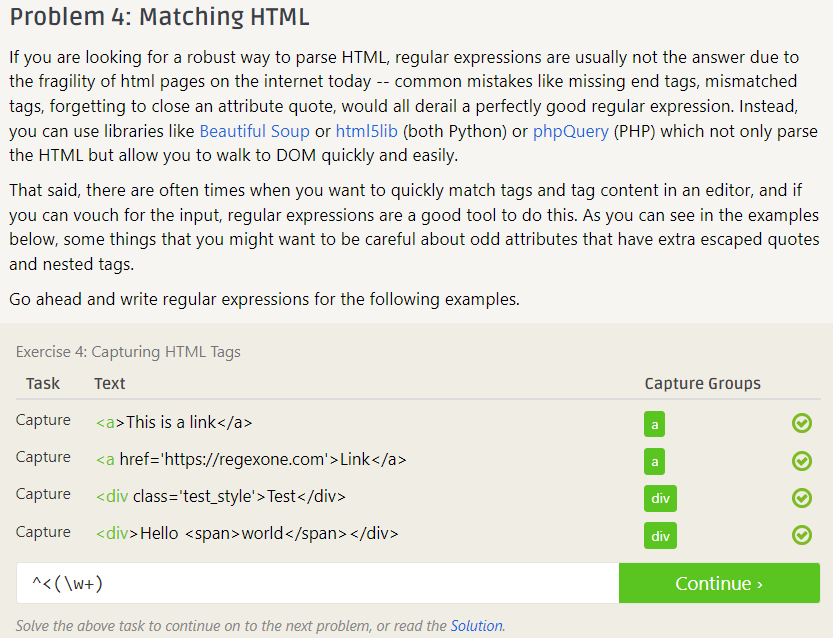 Problem 4: Matching HTML
If you are looking for a robust way to parse HTML, regular expressions are usually not the answer due to
the fragility of html pages on the internet today -- common mistakes like missing end tags, mismatched
tags, forgetting to close an attribute quote, would all derail a perfectly good regular expression. Instead,
you can use libraries like Beautiful Soup or html5lib (both Python) or phpQuery (PHP) which not only parse
the HTML but allow you to walk to DOM quickly and easily.
That said, there are often times when you want to quickly match tags and tag content in an editor, and if
you can vouch for the input, regular expressions are a good tool to do this. As you can see in the examples
below, some things that you might want to be careful about odd attributes that have extra escaped quotes
and nested tags.
Go ahead and write regular expressions for the following examples.
Exercise 4: Capturing HTML Tags
Task Text Capture Groups
Capture <a>This is a link</a> a
Capture <a href='https://regexone.com'>Link</a> a
Capture <div class='test_style'>Test</div> div
Capture <div>Hello <span>world</span></div> div
^<(\w+) Continue ›
Solve the above task to continue on to the next problem, or read the Solution.